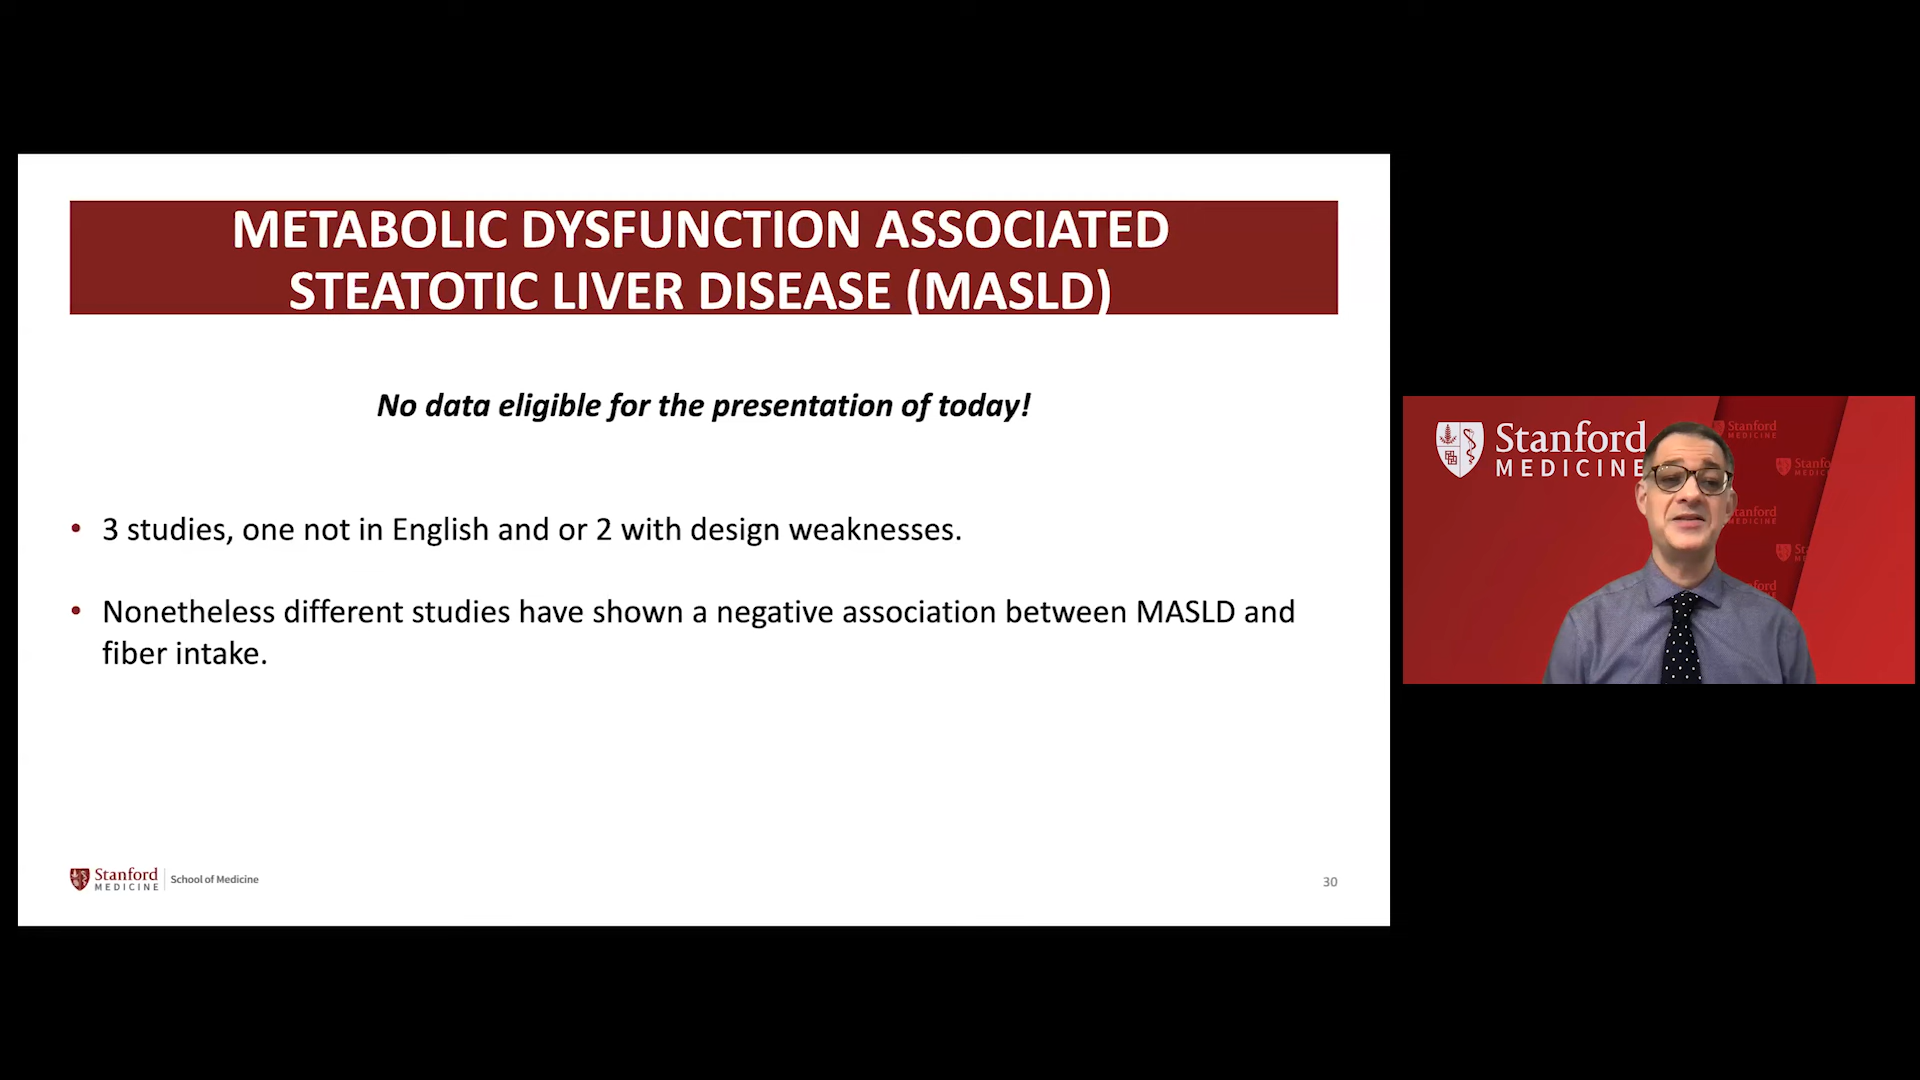 METABOLIC DYSFUNCTION ASSOCIATED
STEATOTIC LIVER DISEASE (MASLD)
No data eligible for the presentation of today!
• 3 studies, one not in English and or 2 with design weaknesses.
• Nonetheless different studies have shown a negative association between MASLD and
fiber intake.
Stanford
MEDICINE
School of Medicine
30
Stanford
MEDICINE
Stanford
MEDICINE